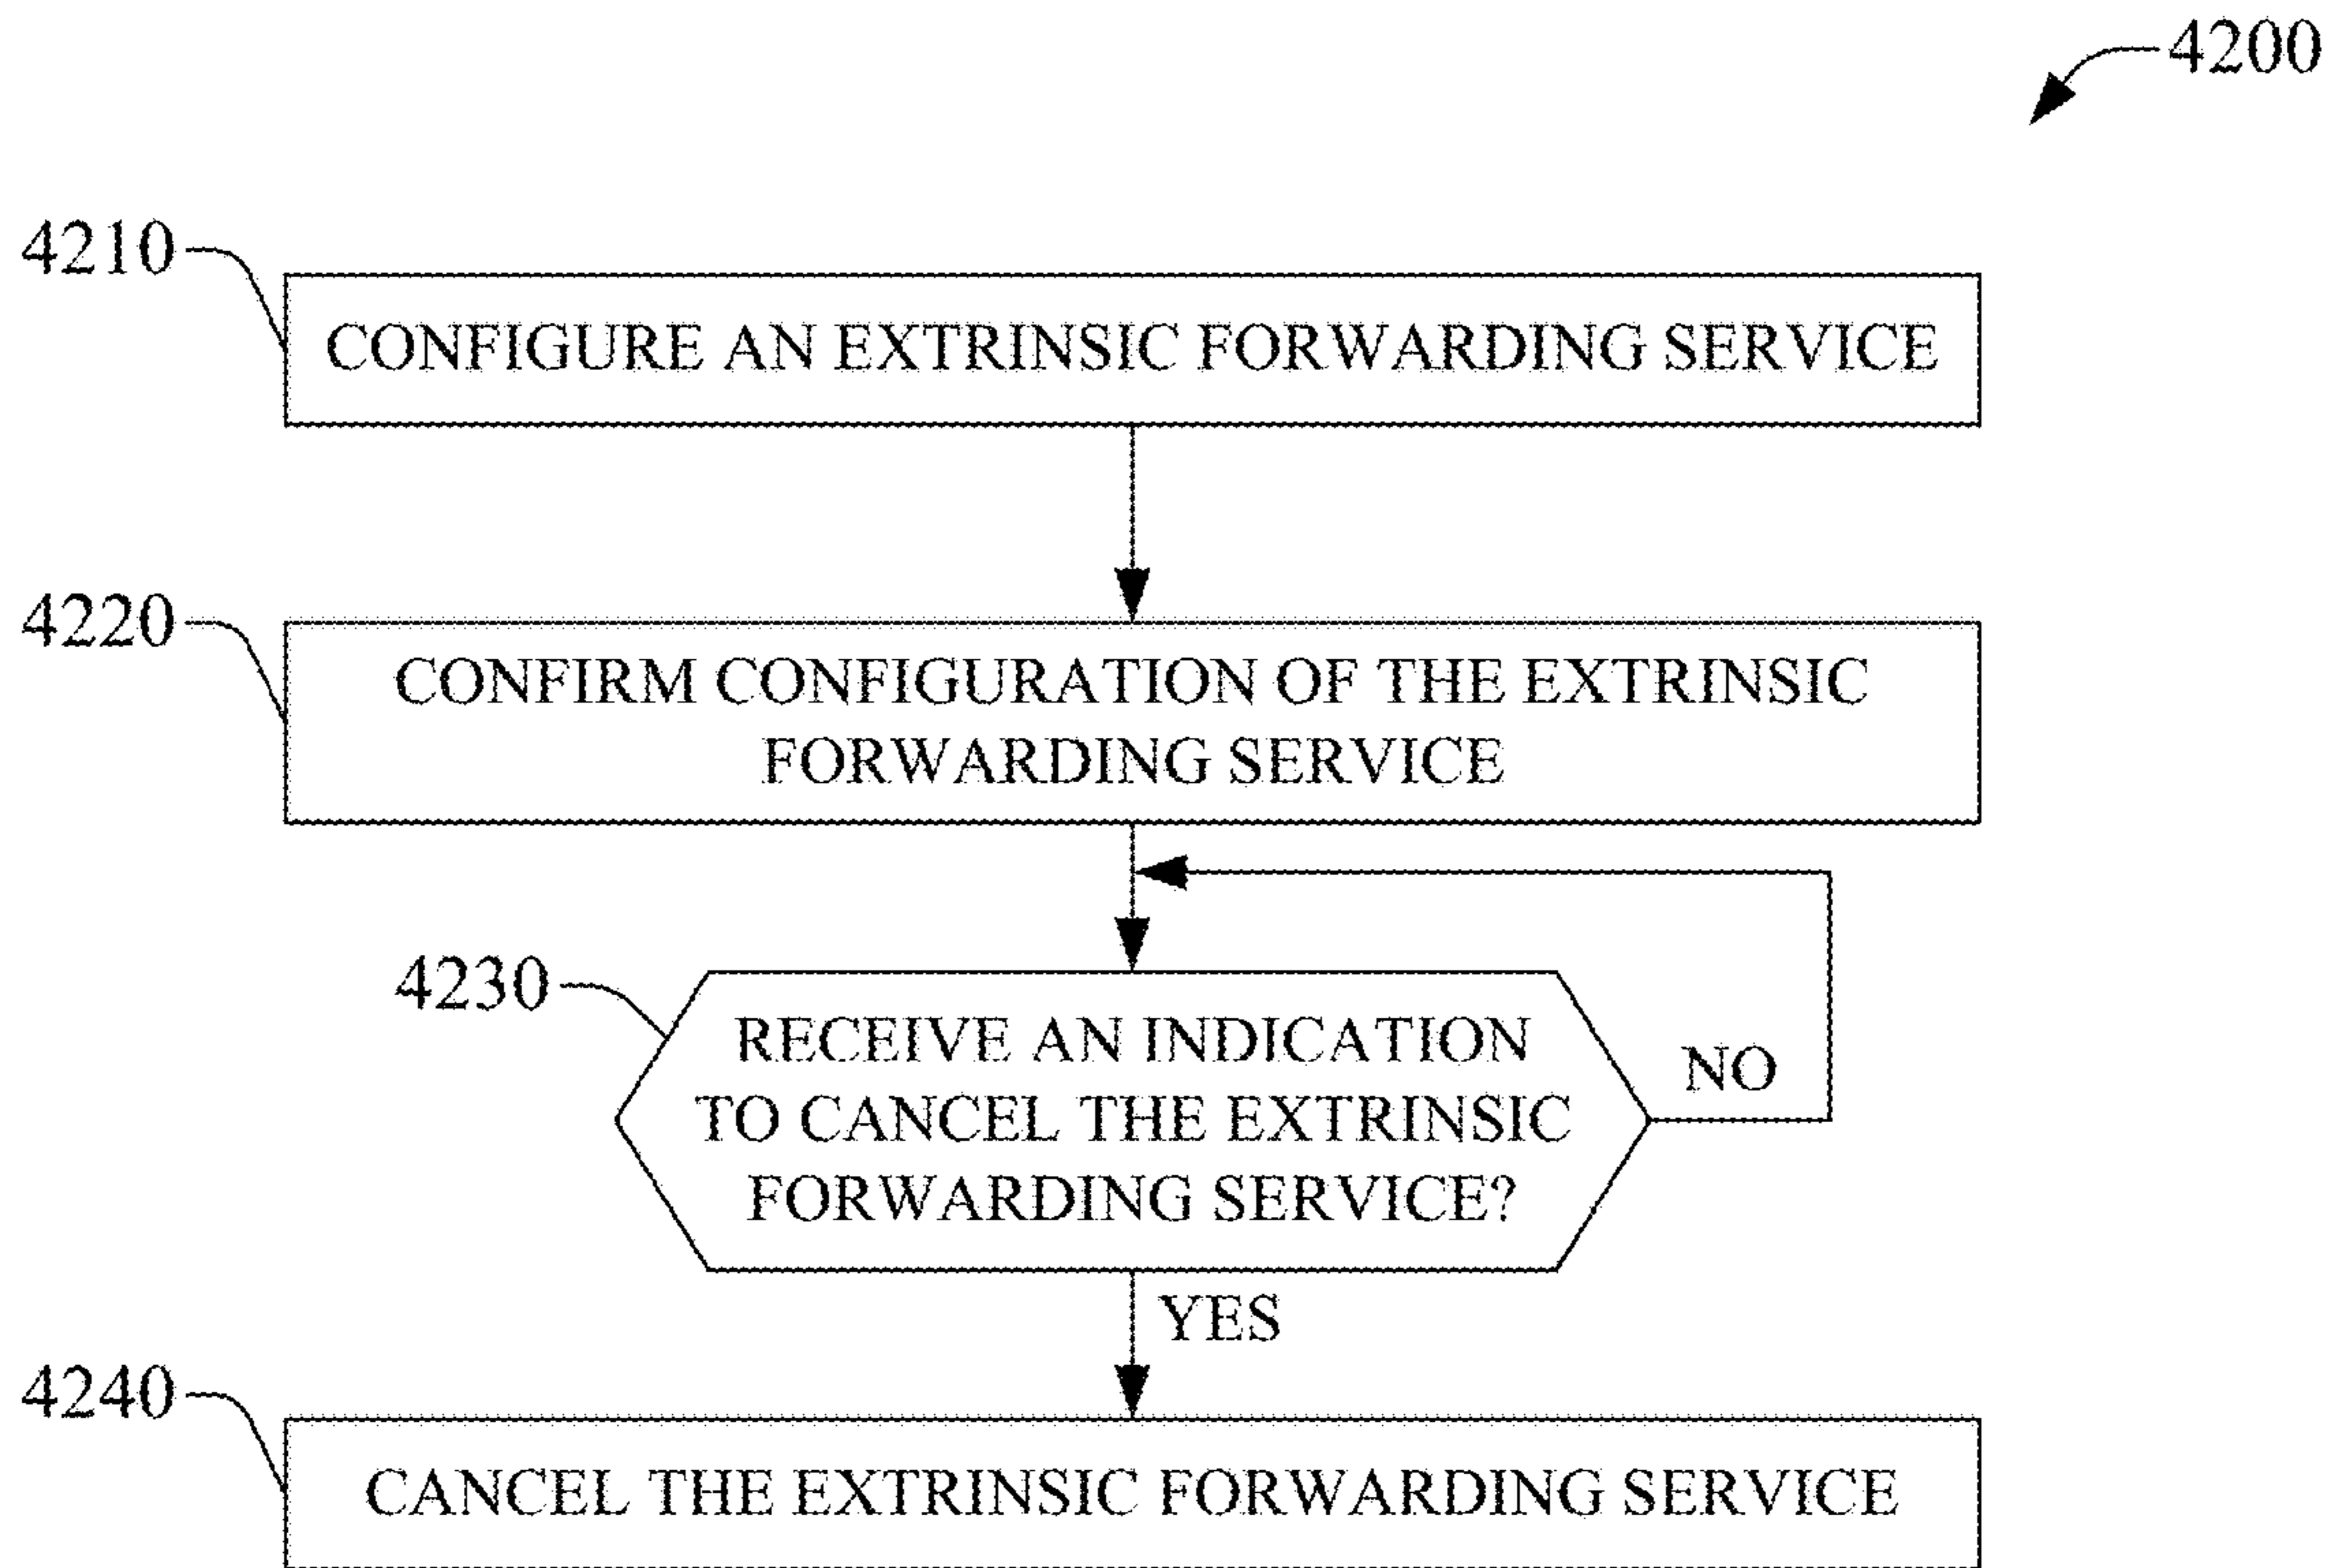 4200
4210
CONFIGURE AN EXTRINSIC FORWARDING SERVICE
4220
CONFIRM CONFIGURATION OF THE EXTRINSIC
FORWARDING SERVICE
4230
RECEIVE AN INDICATION
TO CANCEL THE EXTRINSIC
FORWARDING SERVICE?
NO
YES
4240
CANCEL THE EXTRINSIC FORWARDING SERVICE